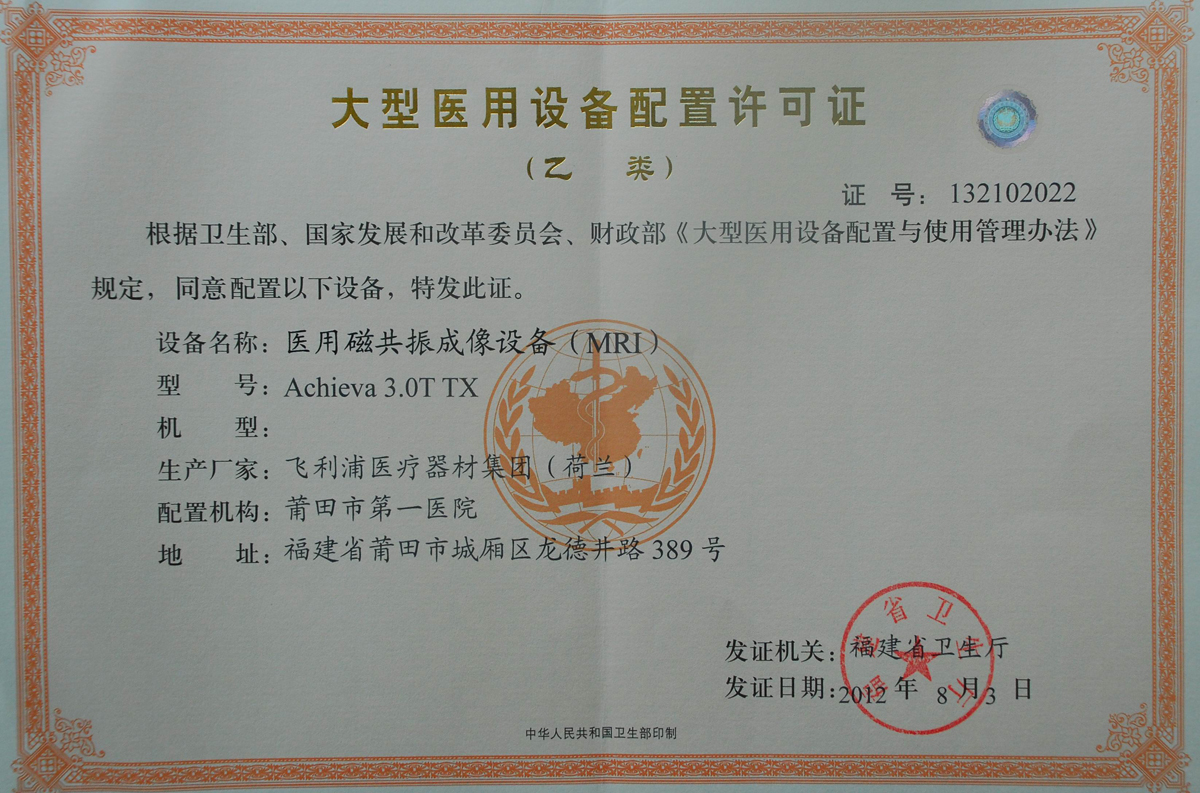 大型医用设备配置许可证
（乙 类）
证 号：132102022
根据卫生部、国家发展和改革委员会、财政部《大型医用设备配置与使用管理办法》
规定，同意配置以下设备，特发此证。
设备名称：医用磁共振成像设备（MRI）
型 号：Achieva 3.0T TX
机 型：
生产厂家：飞利浦医疗器材集团（荷兰）
配置机构：莆田市第一医院
地 址：福建省莆田市城厢区龙德井路 389 号
发证机关：福建省卫生厅
发证日期：2012 年 8 月 3 日
福建省卫生厅
中华人民共和国卫生部印制